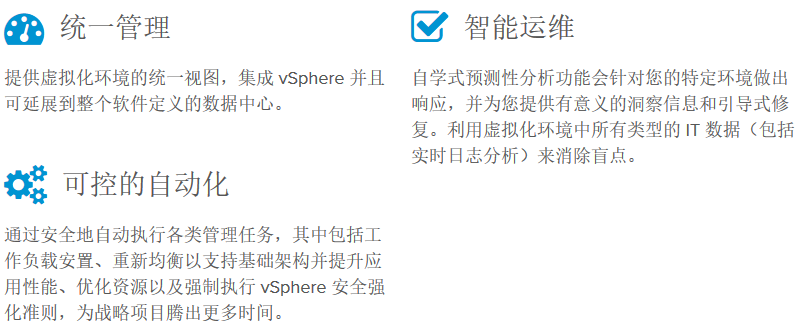 统一管理
提供虚拟化环境的统一视图，集成 vSphere 并且
可延展到整个软件定义的数据中心。
可控的自动化
通过安全地自动执行各类管理任务，其中包括工
作负载安置、重新均衡以支持基础架构并提升应
用性能、优化资源以及强制执行 vSphere 安全强
化准则，为战略项目腾出更多时间。
智能运维
自学式预测性分析功能会针对您的特定环境做出
响应，并为您提供有意义的洞察信息和引导式修
复。利用虚拟化环境中所有类型的 IT 数据（包括
实时日志分析）来消除盲点。